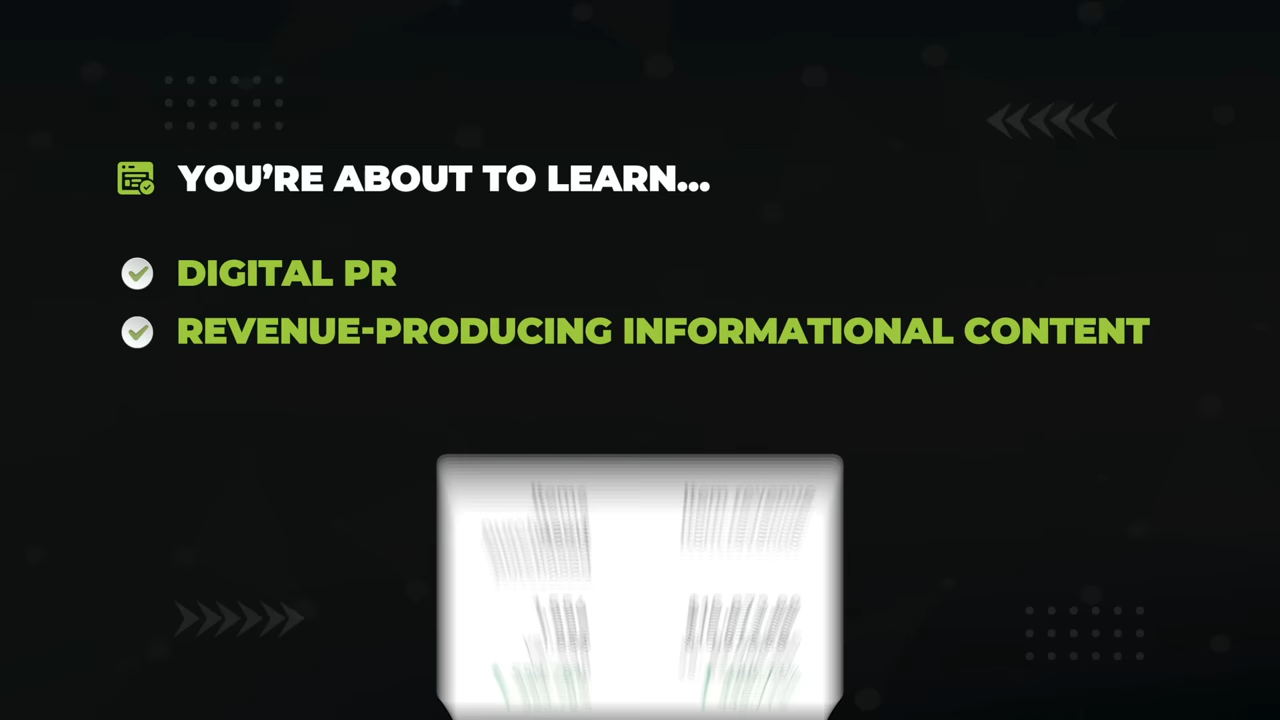 YOU’RE ABOUT TO LEARN...
DIGITAL PR
REVENUE-PRODUCING INFORMATIONAL CONTENT